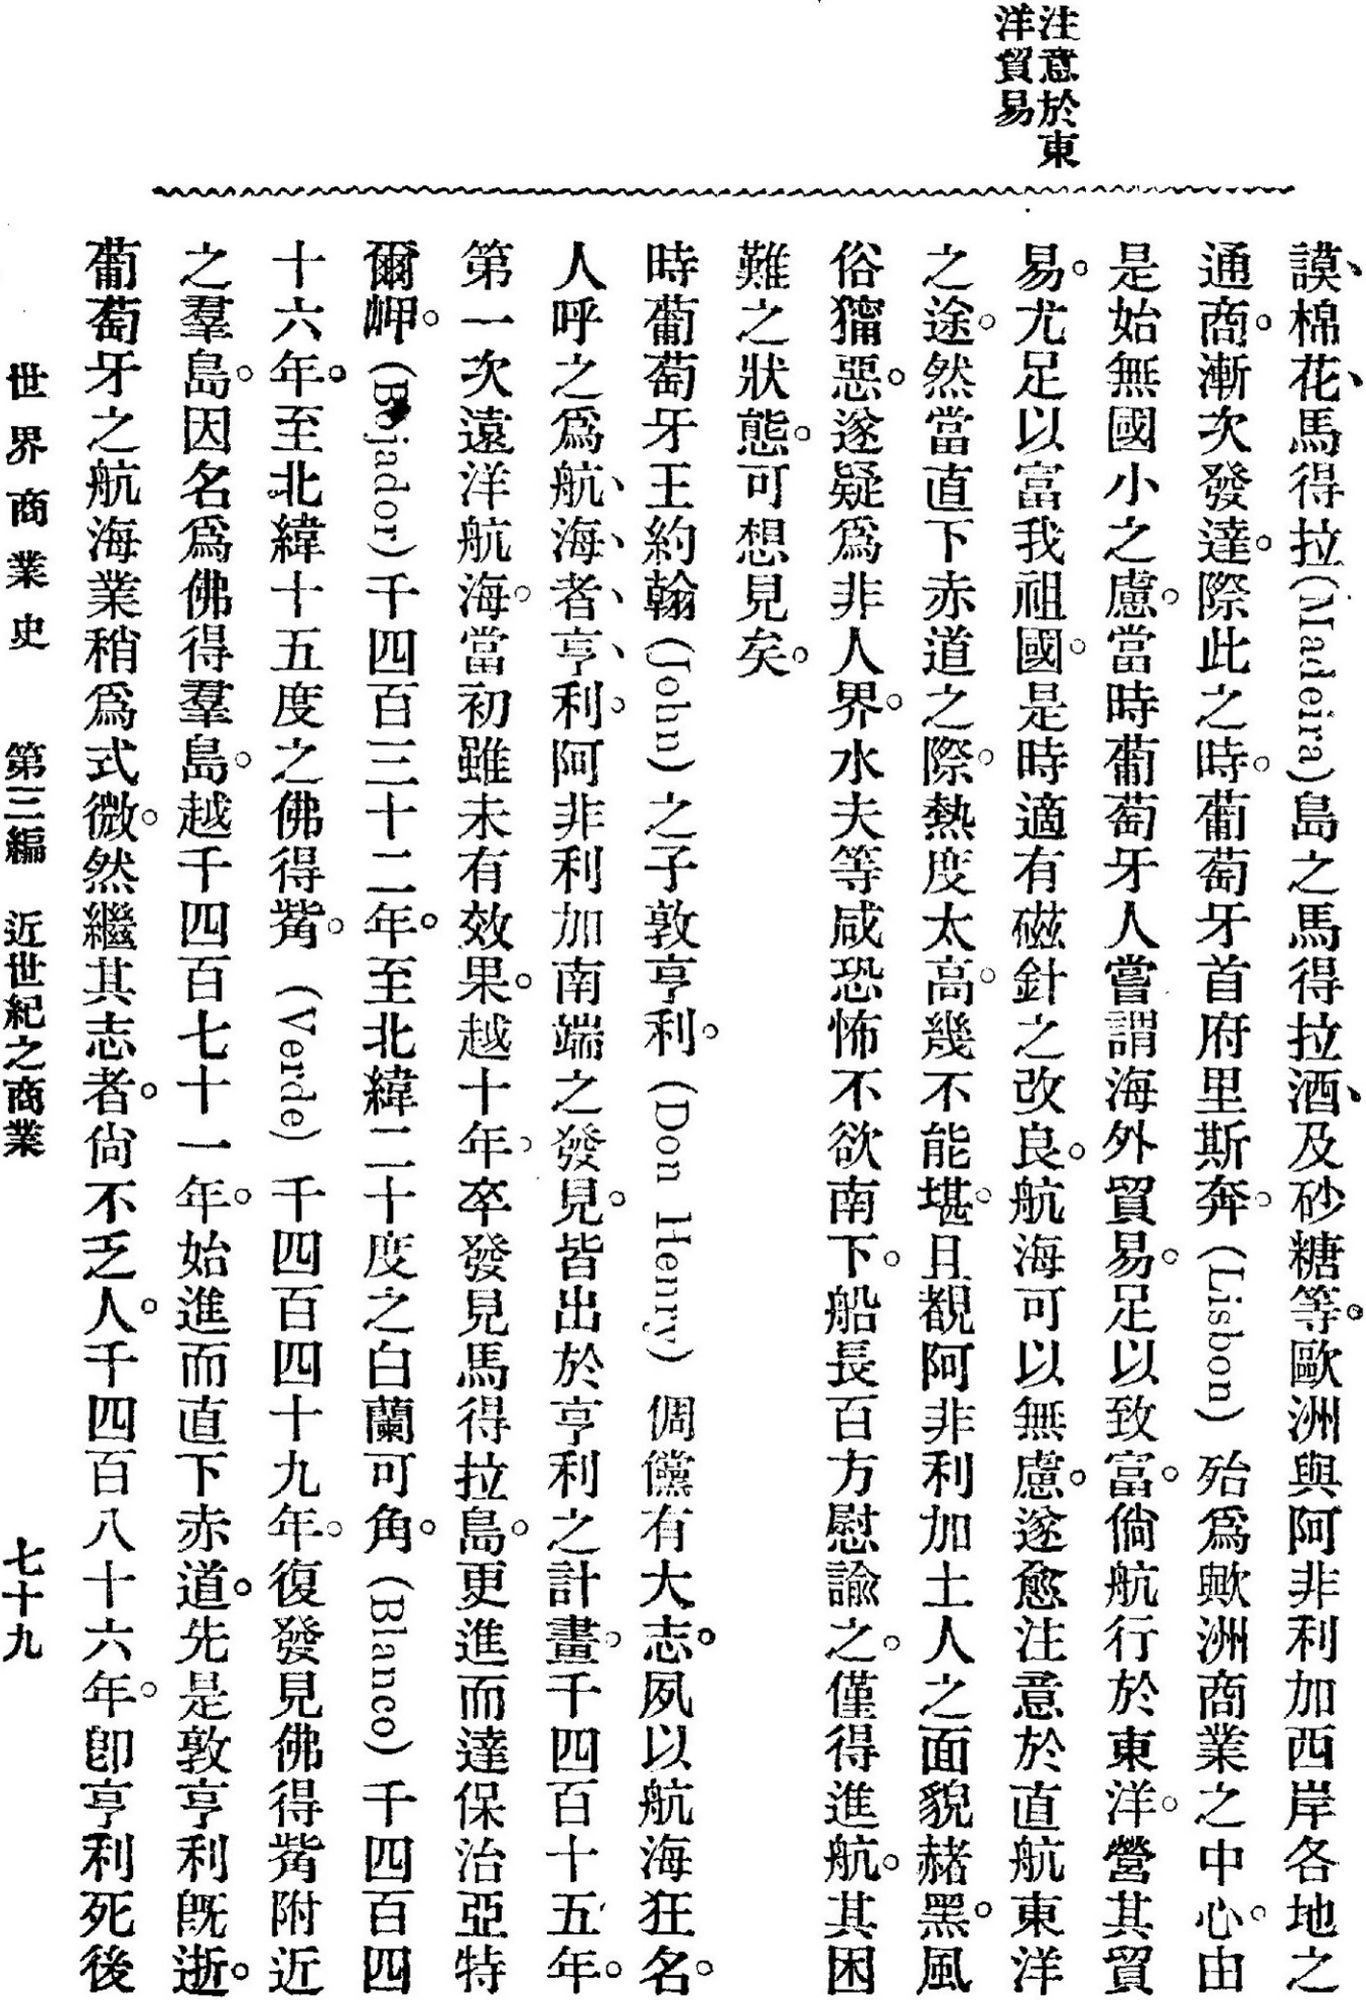 注意於東
洋貿易
謨、棉花、馬得拉(Madeira)島之馬得拉酒、及砂糖等。歐洲與阿非利加西岸各地之
通商。漸次發達。際此之時。葡萄牙首府里斯奔。(Lisbon)殆爲歐洲商業之中心。由
是始無國小之慮。當時葡萄牙人嘗謂海外貿易。足以致富。倘航行於東洋。營其貿
易。尤足以富我祖國。是時適有磁針之改良。航海可以無慮。遂愈注意於直航東洋
之途。然當直下赤道之際。熱度太高。幾不能堪。且覩阿非利加土人之面貌赭黑。風
俗獰惡。遂疑爲非人界。水夫等咸恐怖不欲南下。船長百方慰諭之。僅得進航。其困
難之狀態。可想見矣。
時葡萄牙王約翰(John)之子敦亨利。(Don Henry)倜儻有大志。夙以航海狂名。
人呼之爲航、海、者、亨、利。阿非利加南端之發見。皆出於亨利之計畫。千四百十五年。
第一次遠洋航海。當初雖未有效果。越十年。卒發見馬得拉島。更進而達保治亞特
爾岬。(Bojador)千四百三十二年。至北緯二十度之白蘭可角。(Blanco)千四百四
十六年。至北緯十五度之佛得觜。(Verde)千四百四十九年。復發見佛得觜附近
之羣島。因名爲佛得羣島。越千四百七十一年。始進而直下赤道。先是敦亨利旣逝。
葡萄牙之航海業稍爲式微。然繼其志者。尙不乏人。千四百八十六年。卽亨利死後
世界商業史 第三編 近世紀之商業 七十九